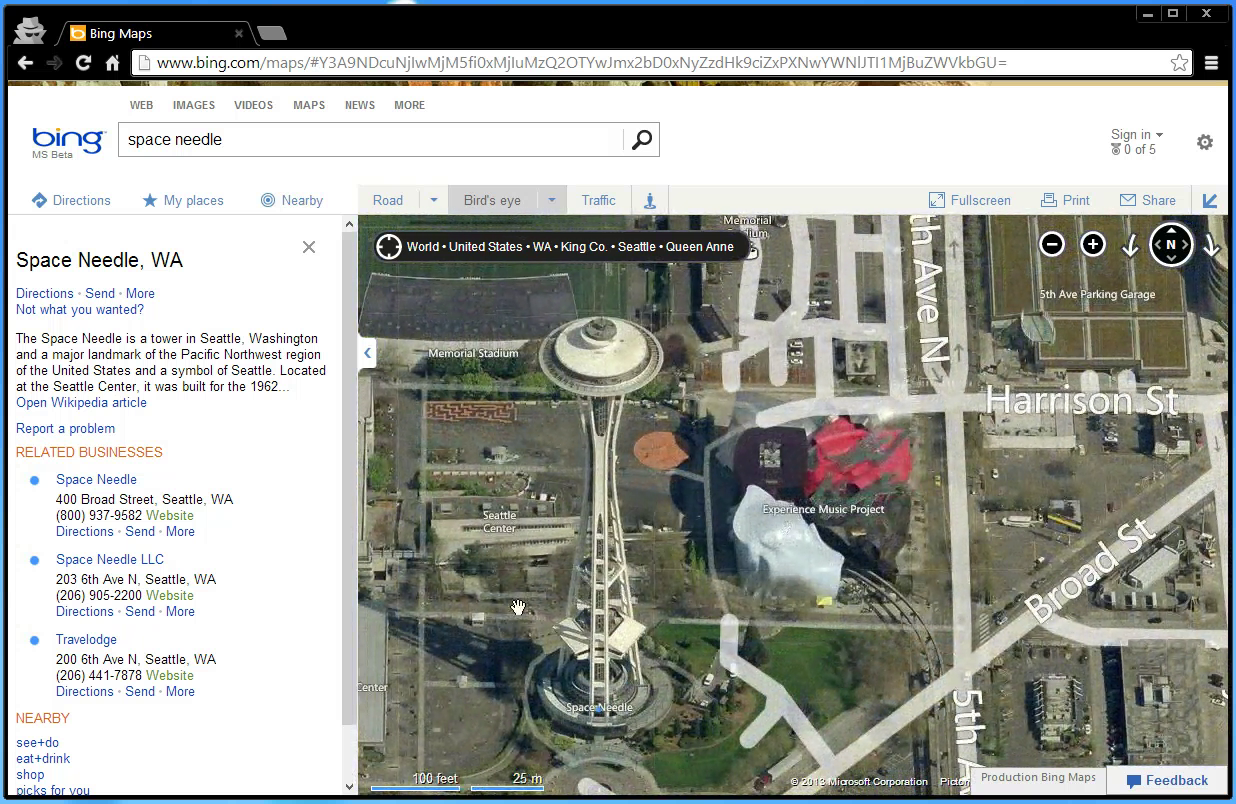 Bing Maps
www.bing.com/maps/#Y3A9NDcuNjIwMjM5fi0xMjIuMzQ2OTYwJmx2bD0xNyZzdHk9ciZxPXNwYWNlJTI1MjBuZWVkbGU=
WEB IMAGES VIDEOS MAPS NEWS MORE
bing
MS Beta
space needle
Sign in
0 of 5
Directions My places Nearby
Road Bird's eye Traffic
Fullscreen Print Share
Space Needle, WA
Directions • Send • More
Not what you wanted?
The Space Needle is a tower in Seattle, Washington
and a major landmark of the Pacific Northwest region
of the United States and a symbol of Seattle. Located
at the Seattle Center, it was built for the 1962...
Open Wikipedia article
Report a problem
RELATED BUSINESSES
Space Needle
400 Broad Street, Seattle, WA
(800) 937-9582 Website
Directions • Send • More
Space Needle LLC
203 6th Ave N, Seattle, WA
(206) 905-2200 Website
Directions • Send • More
Travelodge
200 6th Ave N, Seattle, WA
(206) 441-7878 Website
Directions • Send • More
NEARBY
see+do
eat+drink
shop
picks for you
Memorial
World • United States • WA • King Co. • Seattle • Queen Anne
N
th Ave N
5th Ave Parking Garage
Memorial Stadium
Harrison St
Seattle
Center
Experience Music Project
Broad St
Center
Space Needle
5th A
100 feet 25 m
© 2013 Microsoft Corporation Pictor
Production Bing Maps
Feedback